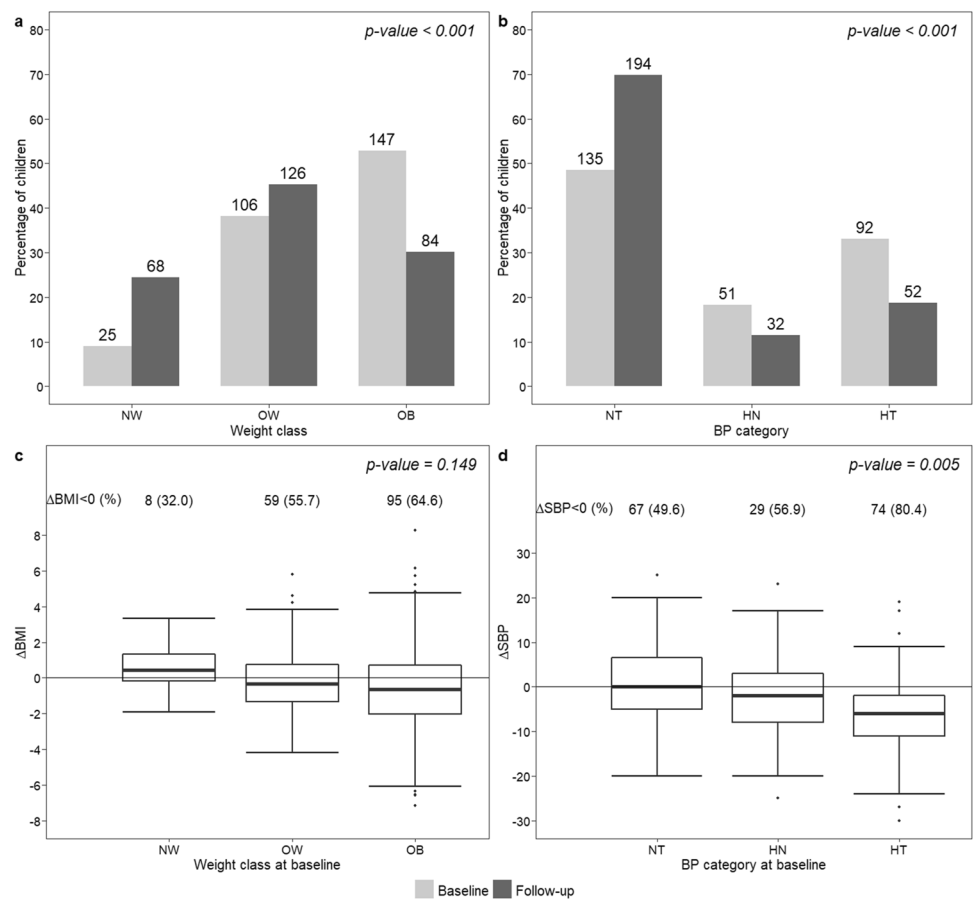 a
p-value < 0.001
80
70
60
50
40
30
20
10
0
Percentage of children
25
68
106
126
147
84
NW
OW
OB
Weight class
b
p-value < 0.001
80
70
60
50
40
30
20
10
0
Percentage of children
135
194
51
32
92
52
NT
HN
HT
BP category
c
p-value = 0.149
ΔBMI<0 (%)
8 (32.0)
59 (55.7)
95 (64.6)
8
6
4
2
0
-2
-4
-6
-8
ΔBMI
NW
OW
OB
Weight class at baseline
d
p-value = 0.005
ΔSBP<0 (%)
67 (49.6)
29 (56.9)
74 (80.4)
30
20
10
0
-10
-20
-30
ΔSBP
NT
HN
HT
BP category at baseline
Baseline
Follow-up